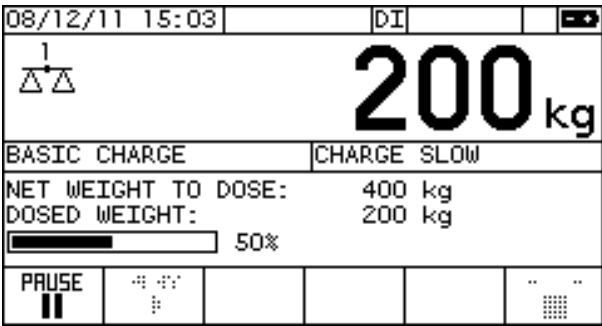 08/12/11 15:03 DI
1
200 kg
BASIC CHARGE CHARGE SLOW
NET WEIGHT TO DOSE: 400 kg
DOSED WEIGHT: 200 kg
50%
PAUSE